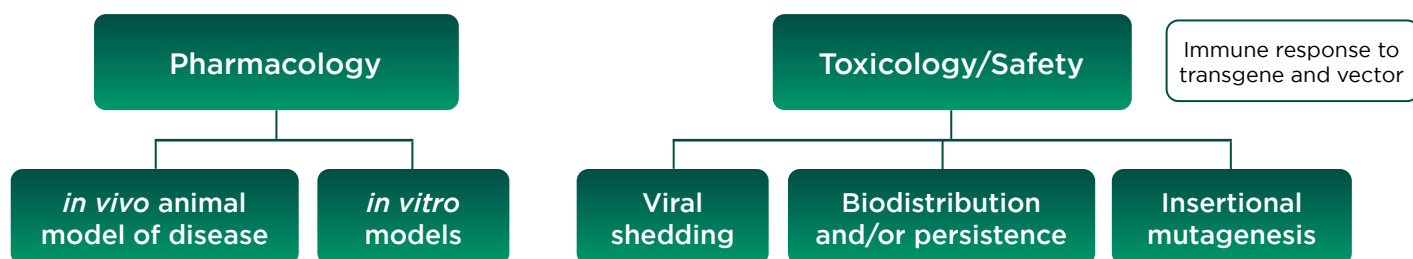 Pharmacology
Toxicology/Safety
Immune response to
transgene and vector
in vivo animal
model of disease
in vitro
models
Viral
shedding
Biodistribution
and/or persistence
Insertional
mutagenesis